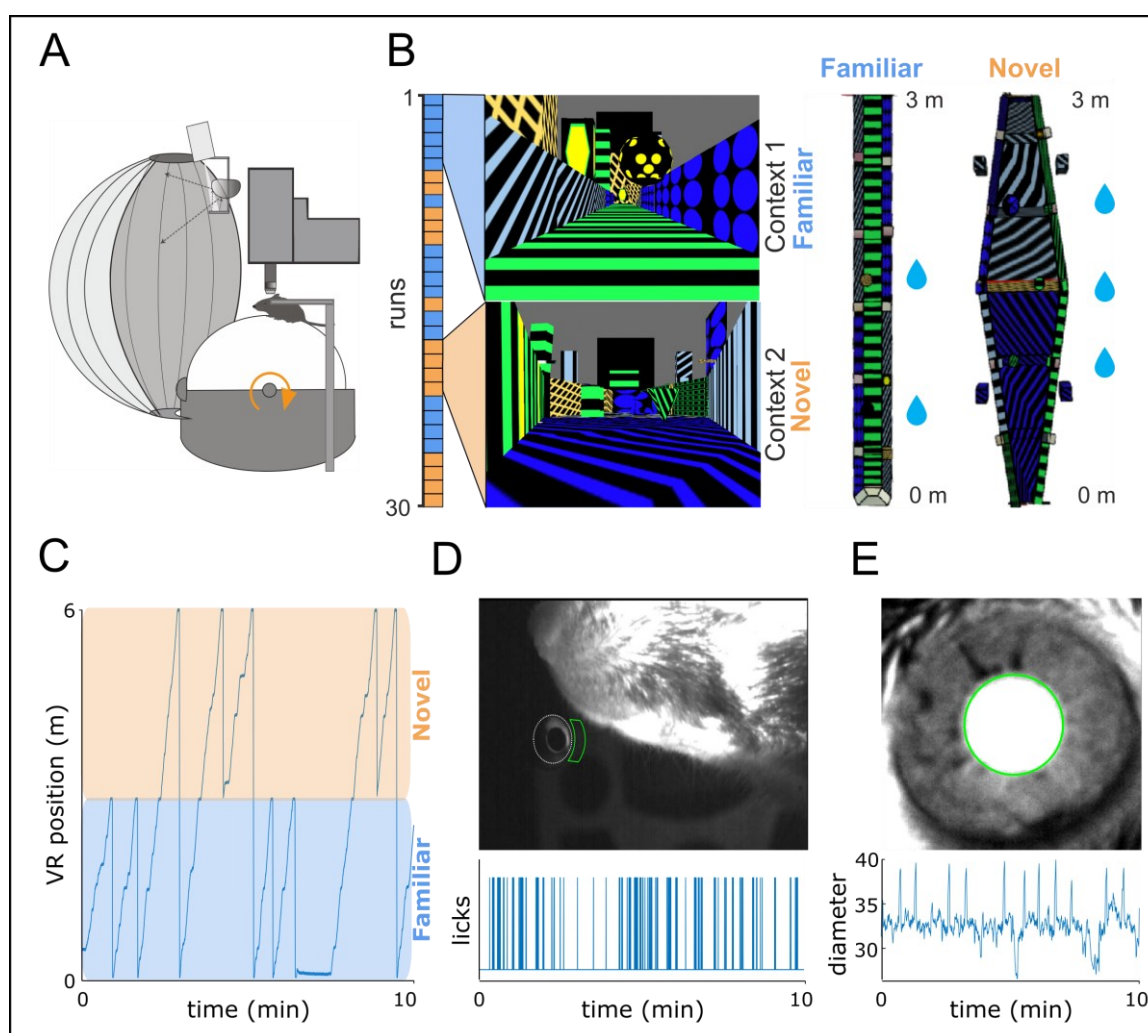 A
B
1
runs
30
Context 1
Familiar
Context 2
Novel
Familiar
3 m
0 m
Novel
3 m
0 m
C
6
VR position (m)
0
Novel
Familiar
0
10
time (min)
D
licks
0
10
time (min)
E
40
35
30
diameter
0
10
time (min)